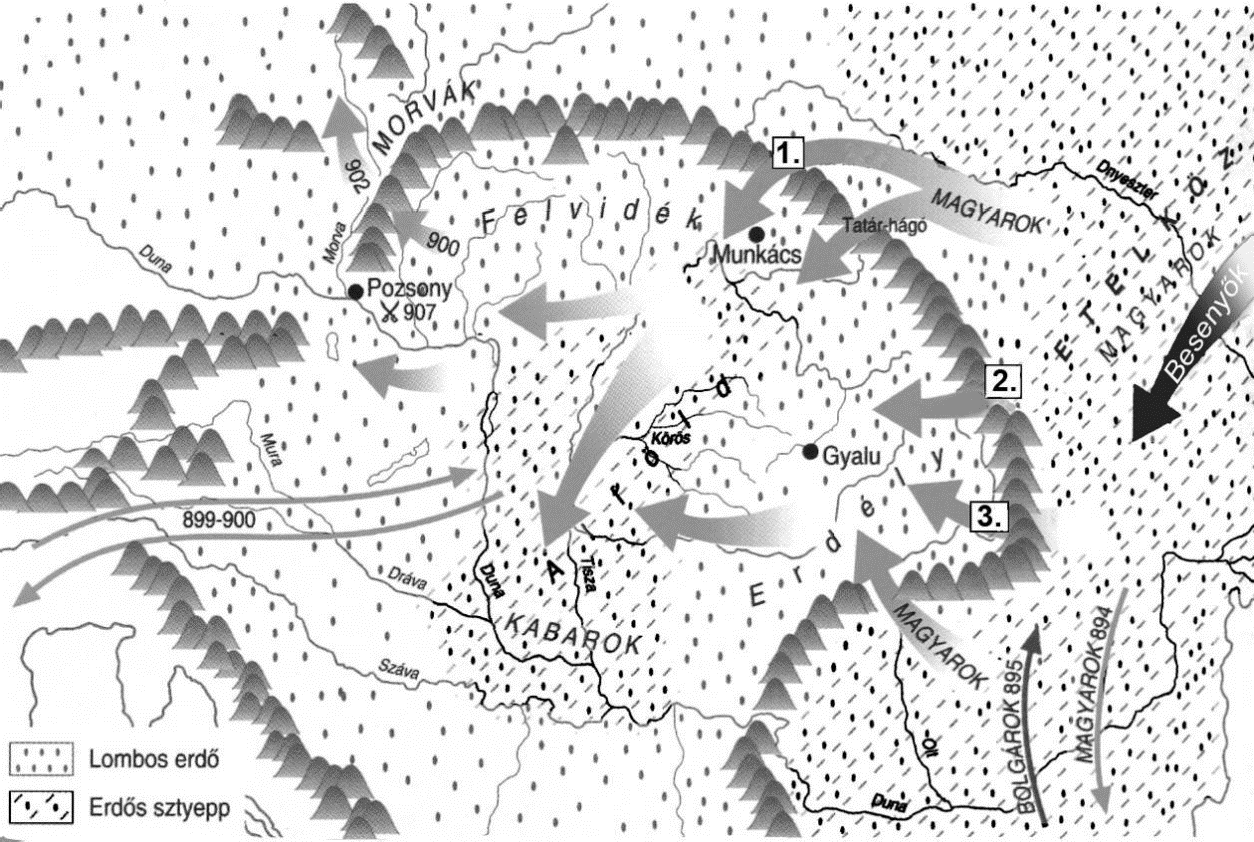 MORVÁK
902
1.
MAGYAROK
Dnyeszter
ETELKÖZ
MAGYAROK
Besenyők
Felvidék
900
Morva
Duna
Munkács
Tatár-hágó
Pozsony
907
2.
Alföld
Körös
Gyalu
Erdély
3.
Mura
899-900
Dráva
Duna
Tisza
KABAROK
Száva
MAGYAROK
BOLGÁROK 895
MAGYAROK 894
Olt
Duna
Lombos erdő
Erdős sztyepp